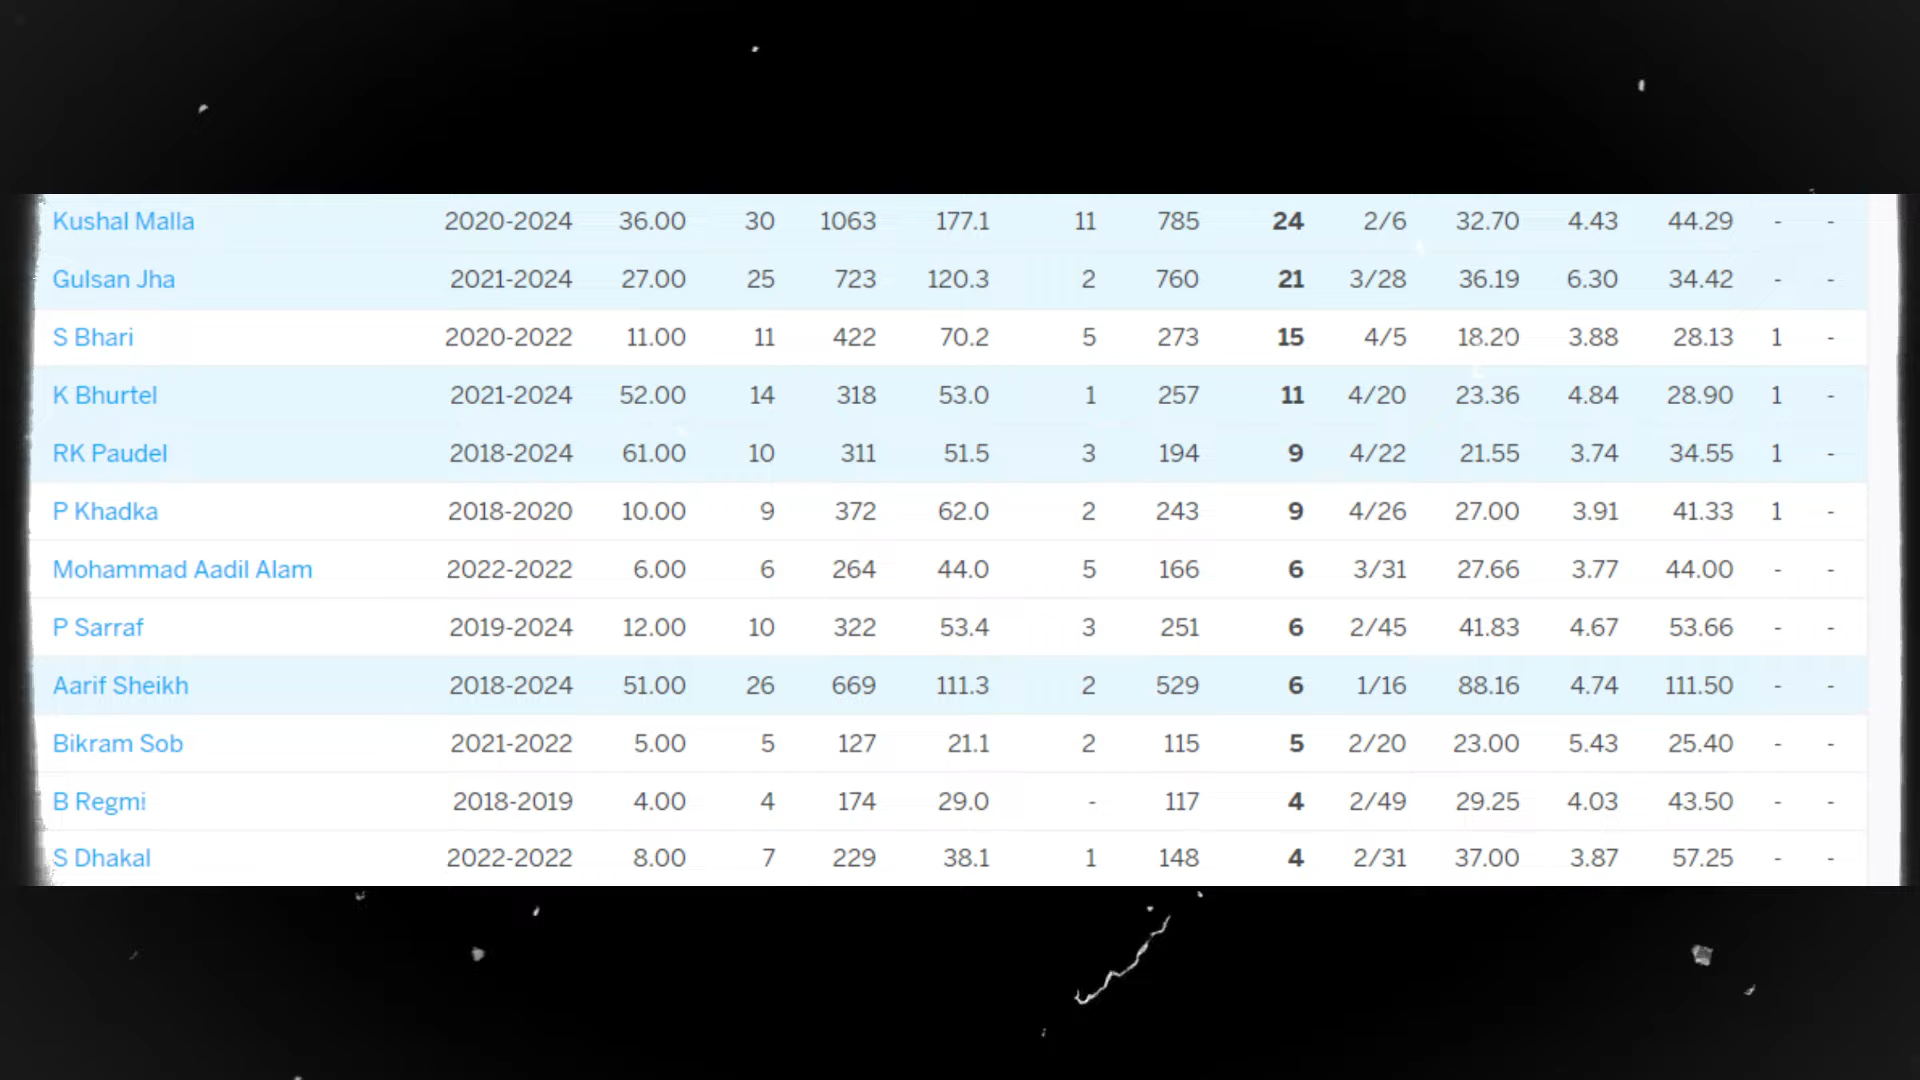 Kushal Malla 2020-2024 36.00 30 1063 177.1 11 785 24 2/6 32.70 4.43 44.29 - -
Gulsan Jha 2021-2024 27.00 25 723 120.3 2 760 21 3/28 36.19 6.30 34.42 - -
S Bhari 2020-2022 11.00 11 422 70.2 5 273 15 4/5 18.20 3.88 28.13 1 -
K Bhurtel 2021-2024 52.00 14 318 53.0 1 257 11 4/20 23.36 4.84 28.90 1 -
RK Paudel 2018-2024 61.00 10 311 51.5 3 194 9 4/22 21.55 3.74 34.55 1 -
P Khadka 2018-2020 10.00 9 372 62.0 2 243 9 4/26 27.00 3.91 41.33 1 -
Mohammad Aadil Alam 2022-2022 6.00 6 264 44.0 5 166 6 3/31 27.66 3.77 44.00 - -
P Sarraf 2019-2024 12.00 10 322 53.4 3 251 6 2/45 41.83 4.67 53.66 - -
Aarif Sheikh 2018-2024 51.00 26 669 111.3 2 529 6 1/16 88.16 4.74 111.50 - -
Bikram Sob 2021-2022 5.00 5 127 21.1 2 115 5 2/20 23.00 5.43 25.40 - -
B Regmi 2018-2019 4.00 4 174 29.0 - 117 4 2/49 29.25 4.03 43.50 - -
S Dhakal 2022-2022 8.00 7 229 38.1 1 148 4 2/31 37.00 3.87 57.25 - -